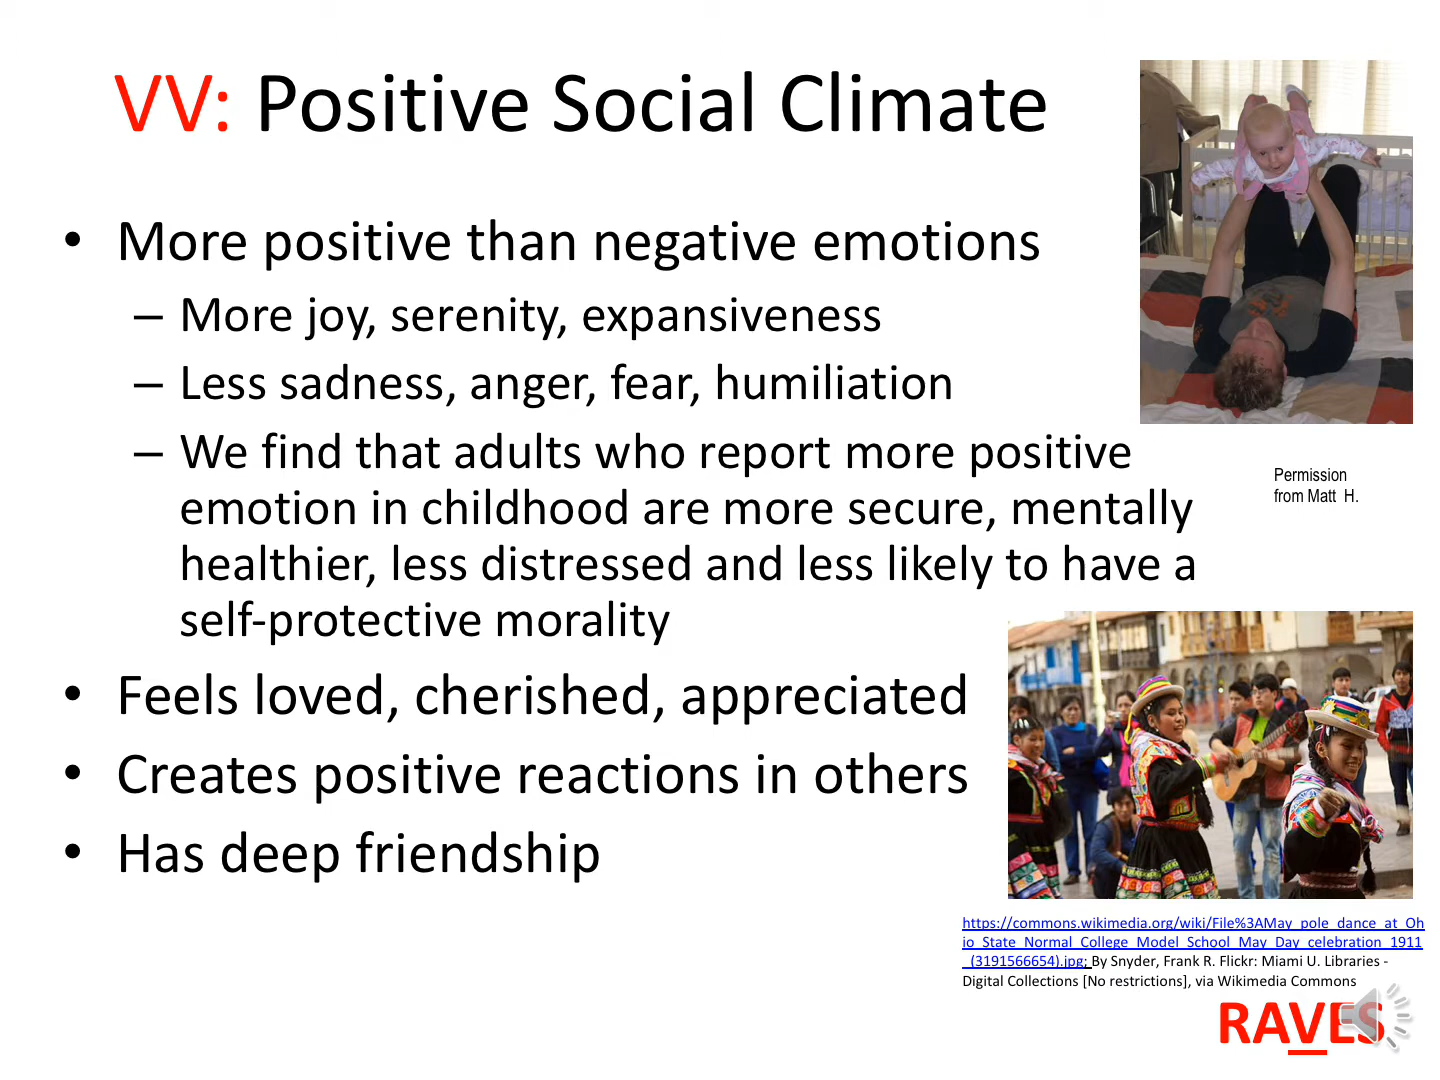 VV: Positive Social Climate
• More positive than negative emotions
– More joy, serenity, expansiveness
– Less sadness, anger, fear, humiliation
– We find that adults who report more positive
emotion in childhood are more secure, mentally
healthier, less distressed and less likely to have a
self-protective morality
• Feels loved, cherished, appreciated
• Creates positive reactions in others
• Has deep friendship
Permission
from Matt H.
https://commons.wikimedia.org/wiki/File%3AMay_pole_dance_at_Oh
io_State_Normal_College_Model_School_May_Day_celebration_1911
_(3191566654).jpg; By Snyder, Frank R. Flickr: Miami U. Libraries -
Digital Collections [No restrictions], via Wikimedia Commons
RAVES